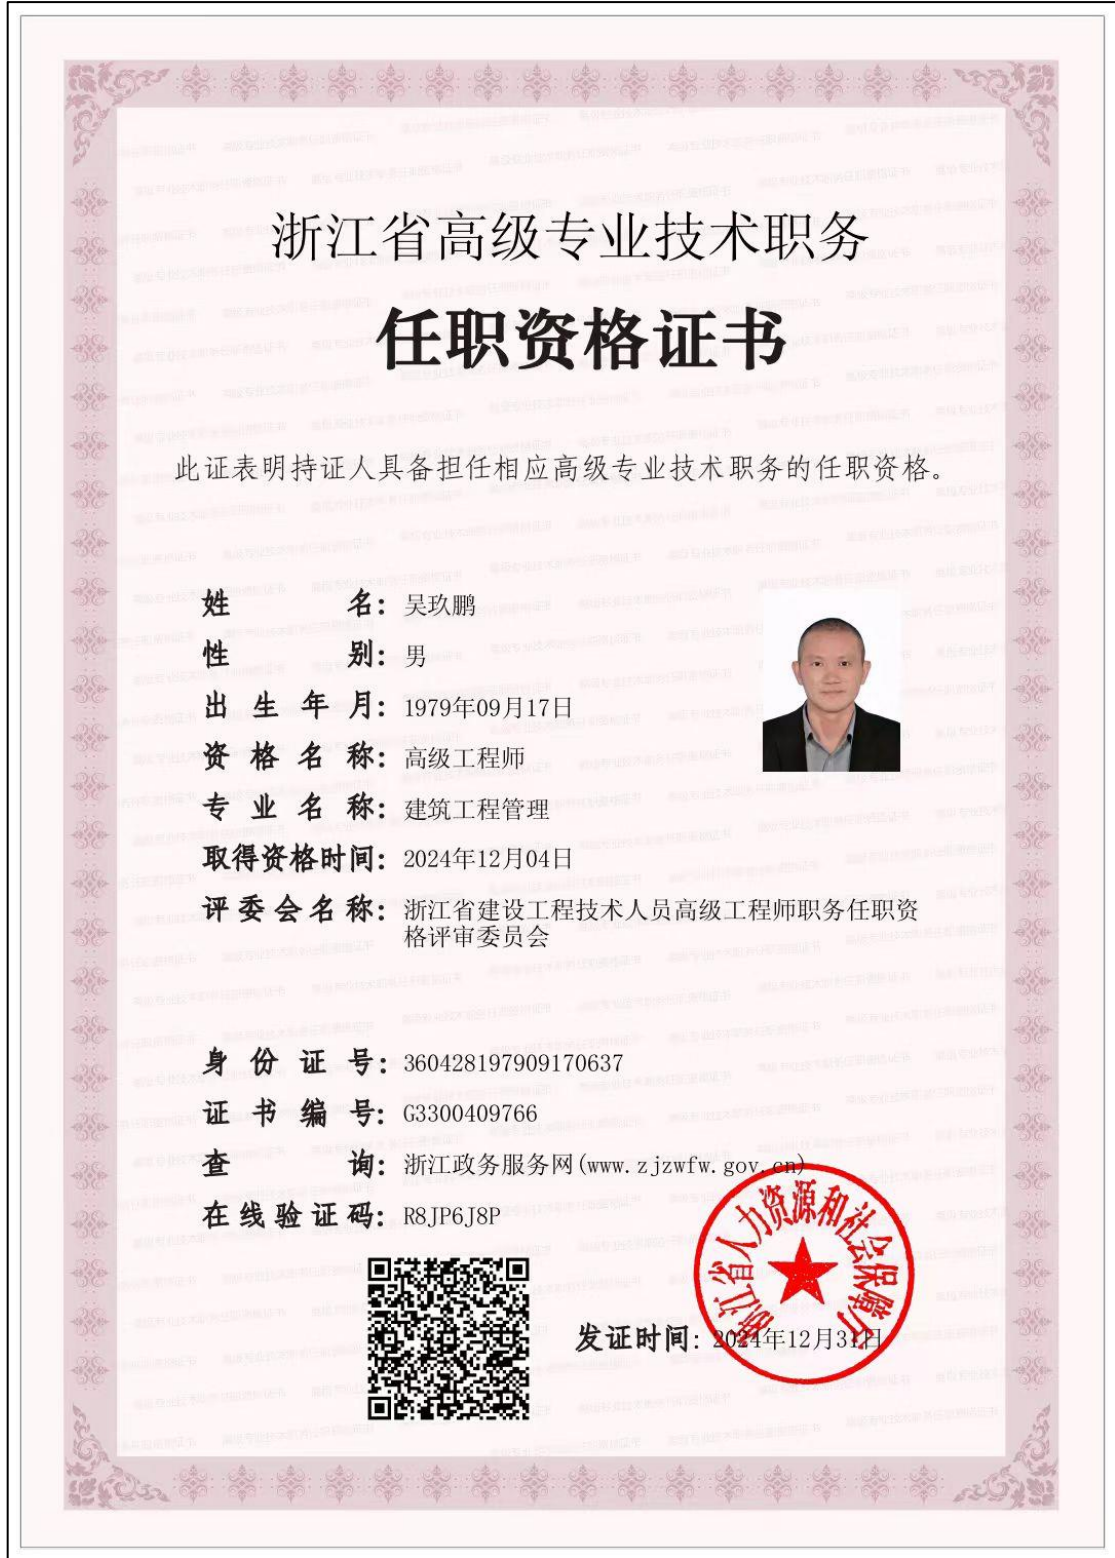 浙江省高级专业技术职务
任职资格证书
此证表明持证人具备担任相应高级专业技术职务的任职资格。
姓名：吴玖鹏
性别：男
出生年月：1979年09月17日
资格名称：高级工程师
专业名称：建筑工程管理
取得资格时间：2024年12月04日
评委会名称：浙江省建设工程技术人员高级工程师职务任职资
格评审委员会
身份证号：360428197909170637
证书编号：G3300409766
查询：浙江政务服务网(www.zjzwfw.gov.cn)
在线验证码：R8JP6J8P
浙江省人力资源和社会保障厅
发证时间：2024年12月31日